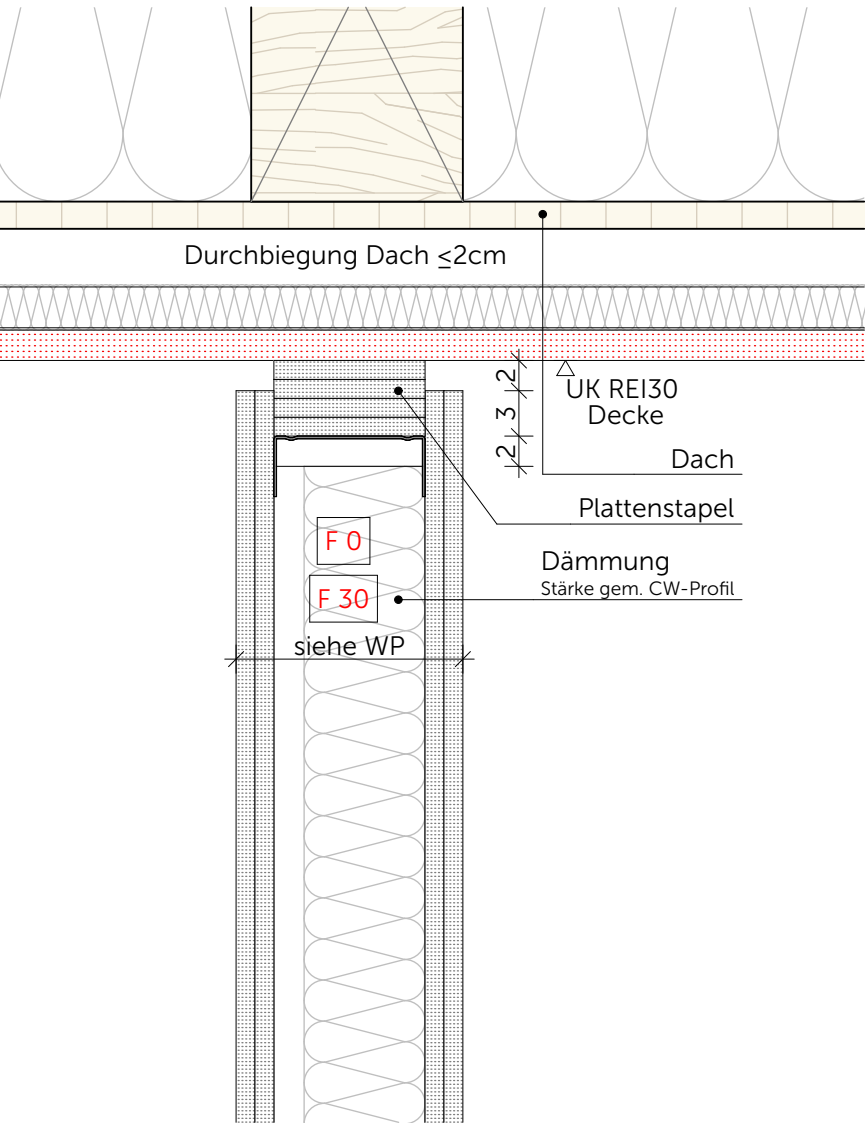 Durchbiegung Dach ≤2cm
2
3
2
UK REI30
Decke
Dach
Plattenstapel
F 0
Dämmung
Stärke gem. CW-Profil
F 30
siehe WP